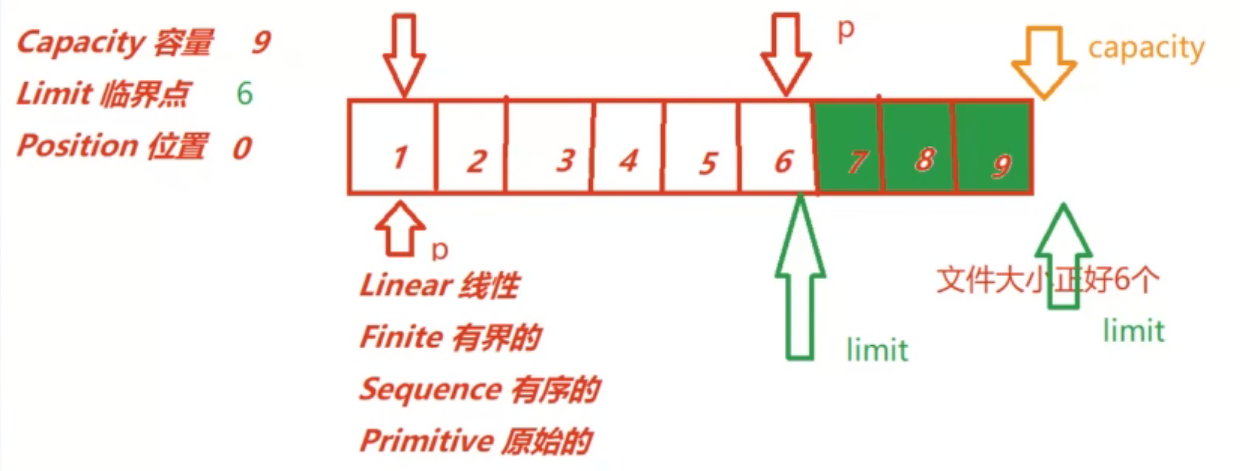 Capacity 容量 9
Limit 临界点 6
Position 位置 0
p
capacity
1 2 3 4 5 6 7 8 9
p
Linear 线性
Finite 有界的
Sequence 有序的
Primitive 原始的
limit
文件大小正好6个
limit